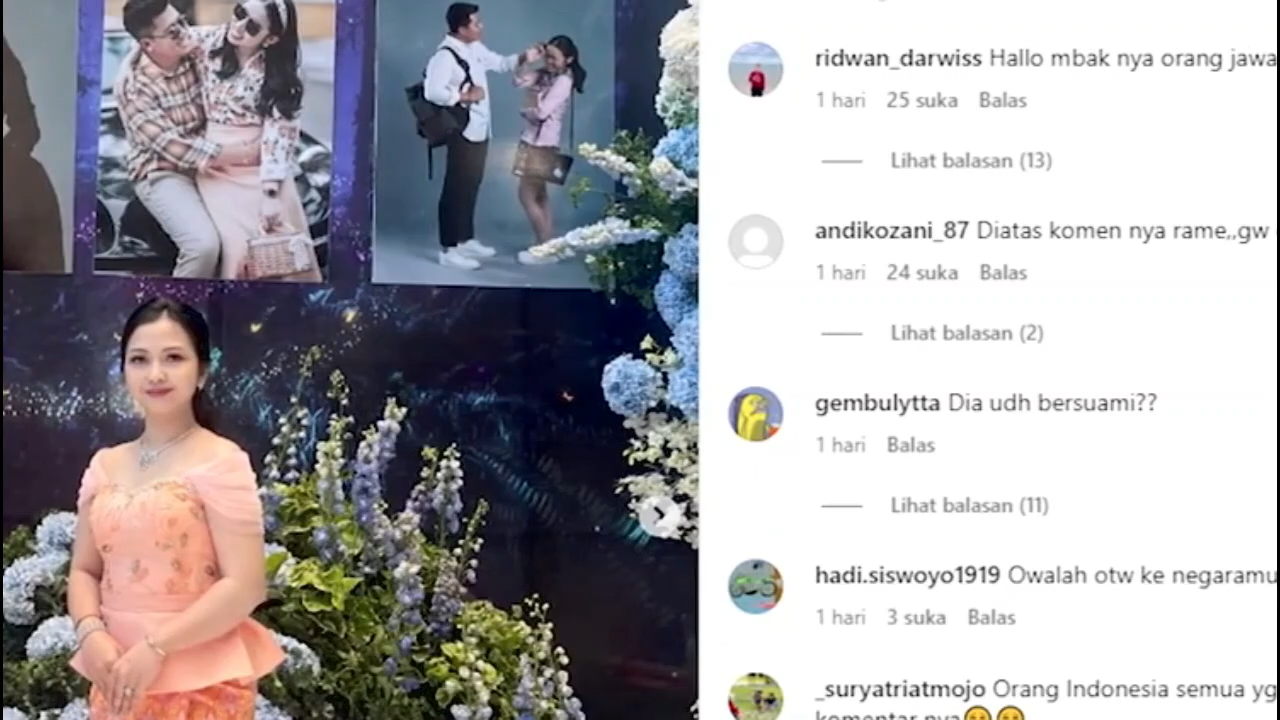 ridwan_darwiss Hallo mbak nya orang jawa
1 hari 25 suka Balas
Lihat balasan (13)
andikozani_87 Diatas komen nya rame,,gw
1 hari 24 suka Balas
Lihat balasan (2)
gembulytta Dia udh bersuami??
1 hari Balas
Lihat balasan (11)
hadi.siswoyo1919 Owalah otw ke negaramu
1 hari 3 suka Balas
_suryatriatmojo Orang Indonesia semua yg
komentar nya😊😊